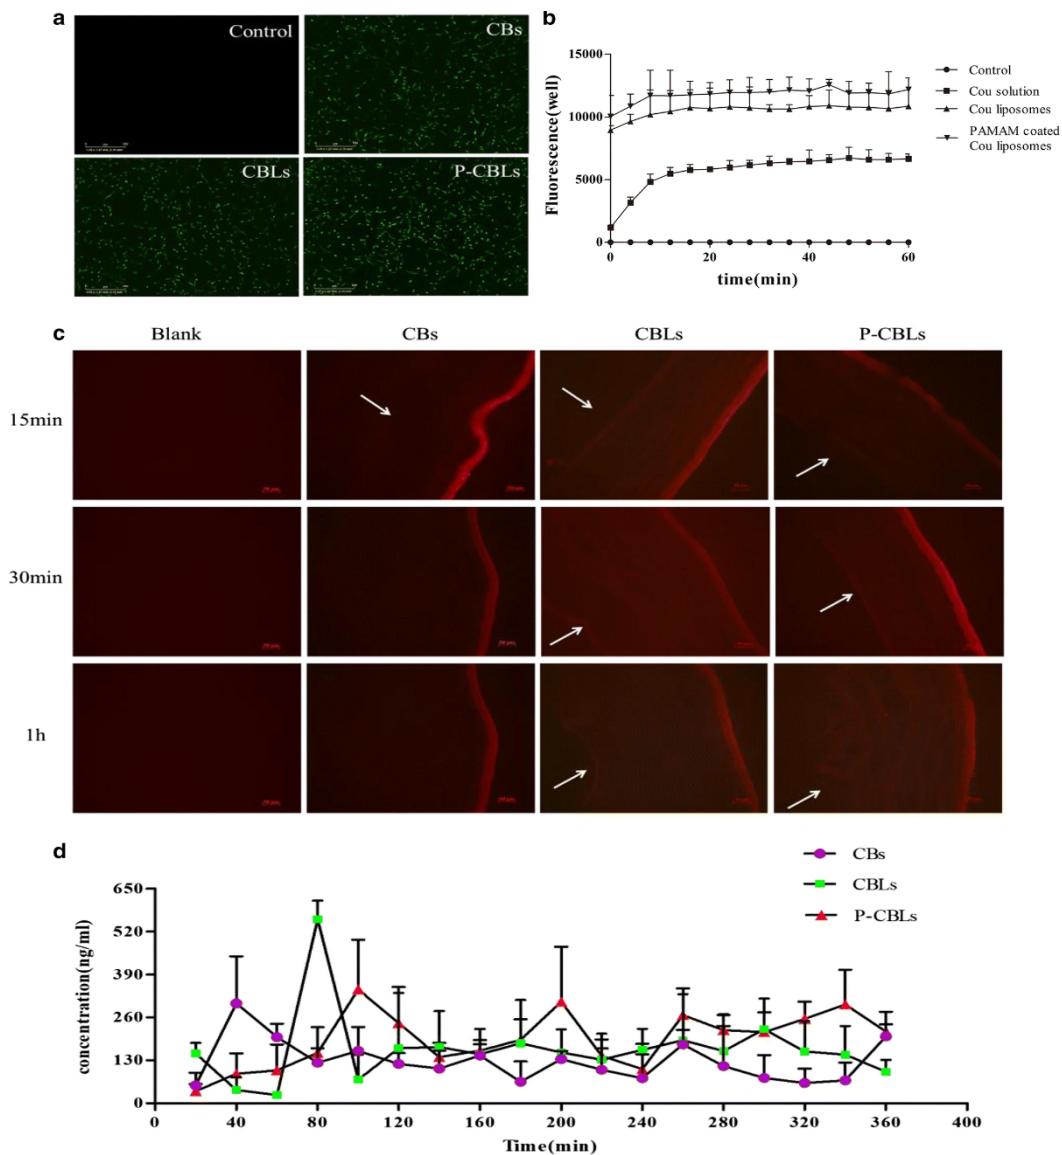 a
Control
CBs
CBLs
P-CBLs
b
15000
10000
5000
0
Fluorescence(well)
0
20
40
60
time(min)
Control
Cou solution
Cou liposomes
PAMAM coated
Cou liposomes
c
Blank
CBs
CBLs
P-CBLs
15min
30min
1h
d
CBs
CBLs
P-CBLs
650
520
390
260
130
0
concentration(ng/ml)
0
40
80
120
160
200
240
280
320
360
400
Time(min)